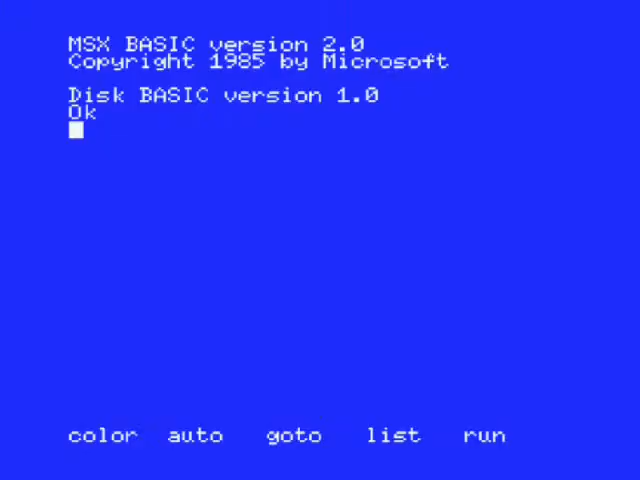 MSX BASIC version 2.0
Copyright 1985 by Microsoft
Disk BASIC version 1.0
Ok
color auto goto list run